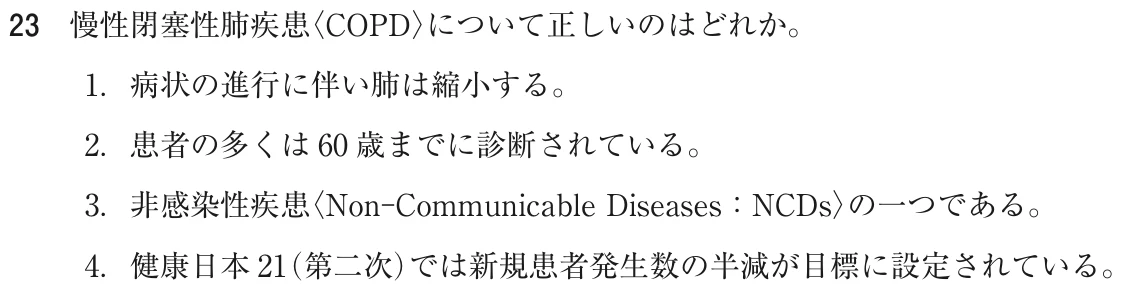 23 慢性閉塞性肺疾患〈COPD〉について正しいのはどれか。
1. 病状の進行に伴い肺は縮小する。
2. 患者の多くは 60 歳までに診断されている。
3. 非感染性疾患〈Non-Communicable Diseases：NCDs〉の一つである。
4. 健康日本 21(第二次)では新規患者発生数の半減が目標に設定されている。